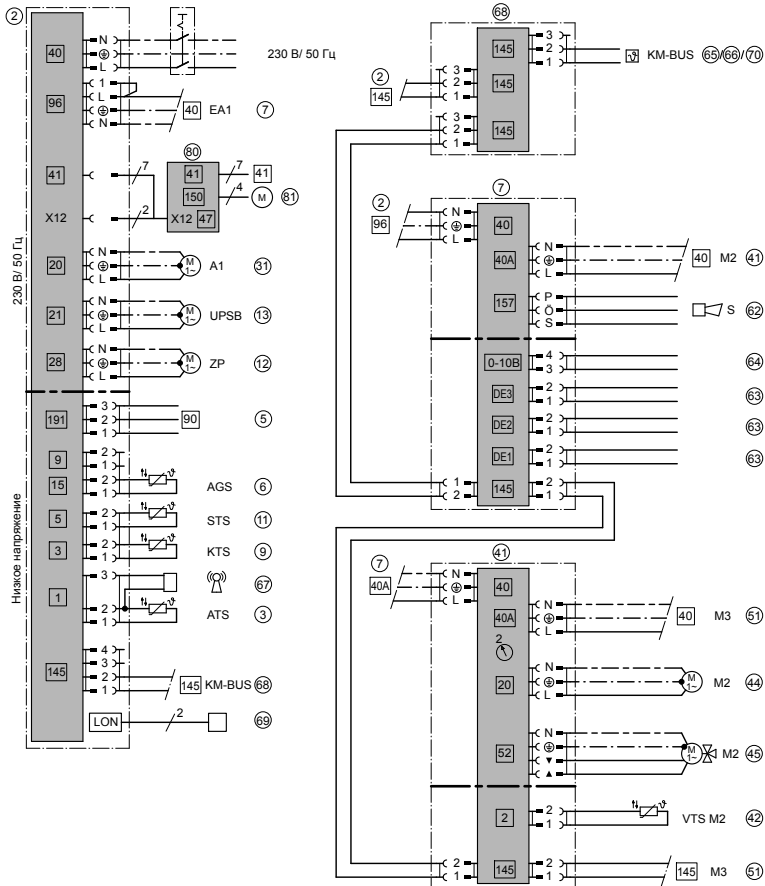 2
40
N
L
230 В/ 50 Гц
96
1
L
N
40 EA1 7
41
7
80
41
7
41
150
4
M
81
X12
2
X12 47
230 В/ 50 Гц
20
N
L
M
1~
A1
31
21
N
L
M
1~
UPSB
13
28
N
L
M
1~
ZP
12
Низкое напряжение
191
3
2
1
90
5
9
2
1
15
2
1
ϑ
AGS
6
5
2
1
ϑ
STS
11
3
2
1
ϑ
KTS
9
1
3
67
2
1
ϑ
ATS
3
145
4
3
2
1
145 KM-BUS 68
LON
2
69
68
145
3
2
1
ϑ
KM-BUS 65/66/70
2
145
3
2
1
145
3
2
1
145
7
2
96
N
L
40
40A
N
L
40 M2 41
157
P
Ö
S
S
62
0-10В
4
3
64
DE3
2
1
63
DE2
2
1
63
DE1
2
1
63
1
2
145
2
1
41
7
40A
N
L
40
40A
N
L
40 M3 51
2
20
N
L
M
1~
M2
44
52
N
▼
▲
M
1~
M2
45
2
2
1
ϑ
VTS M2
42
2
1
145
2
1
145 M3 51